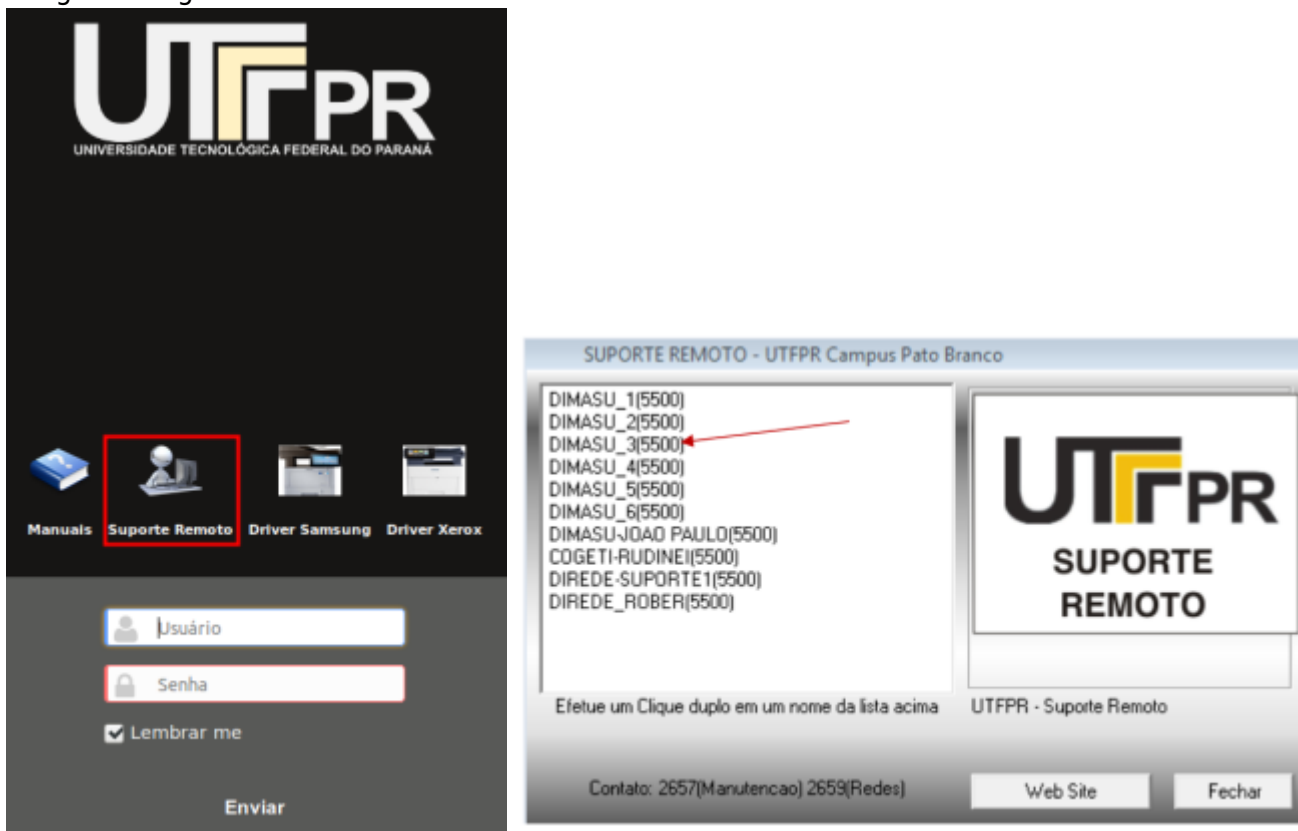 UTFPR
UNIVERSIDADE TECNOLÓGICA FEDERAL DO PARANÁ
Manuais
Suporte Remoto
Driver Samsung
Driver Xerox
Usuário
Senha
Lembrar me
Enviar
SUPORTE REMOTO - UTFPR Campus Pato Branco
DIMASU_1(5500)
DIMASU_2(5500)
DIMASU_3(5500)
DIMASU_4(5500)
DIMASU_5(5500)
DIMASU_6(5500)
DIMASU-JOAO PAULO(5500)
COGETI-RUDINEI(5500)
DIREDE-SUPORTE1(5500)
DIREDE_ROBER(5500)
Efetue um Clique duplo em um nome da lista acima
UTFPR
SUPORTE
REMOTO
UTFPR - Suporte Remoto
Contato: 2657(Manutencao) 2659(Redes)
Web Site
Fechar